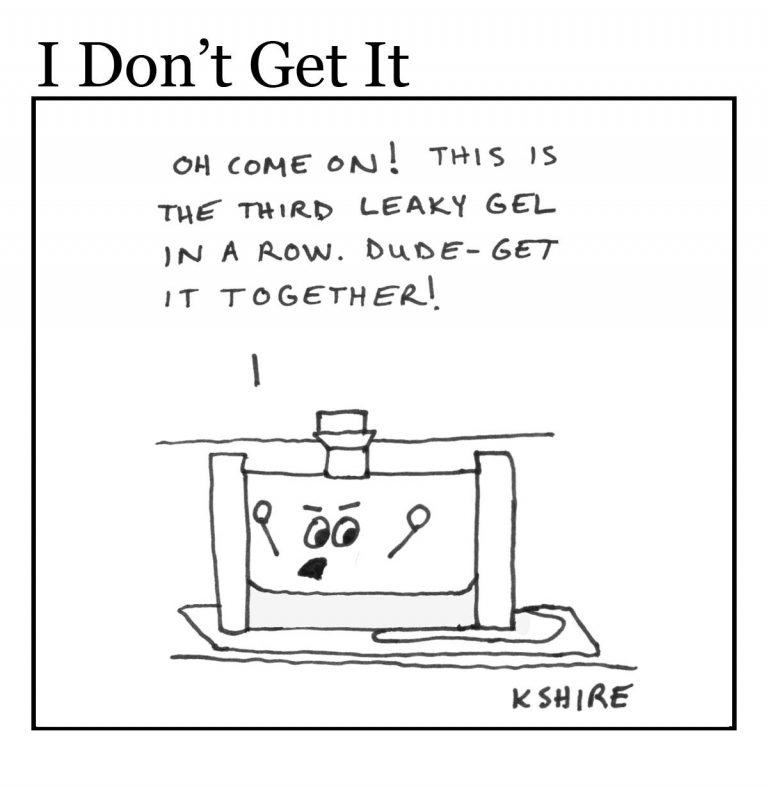 I Don’t Get It
OH COME ON! THIS IS
THE THIRD LEAKY GEL
IN A ROW. DUDE- GET
IT TOGETHER!
KSHIRE